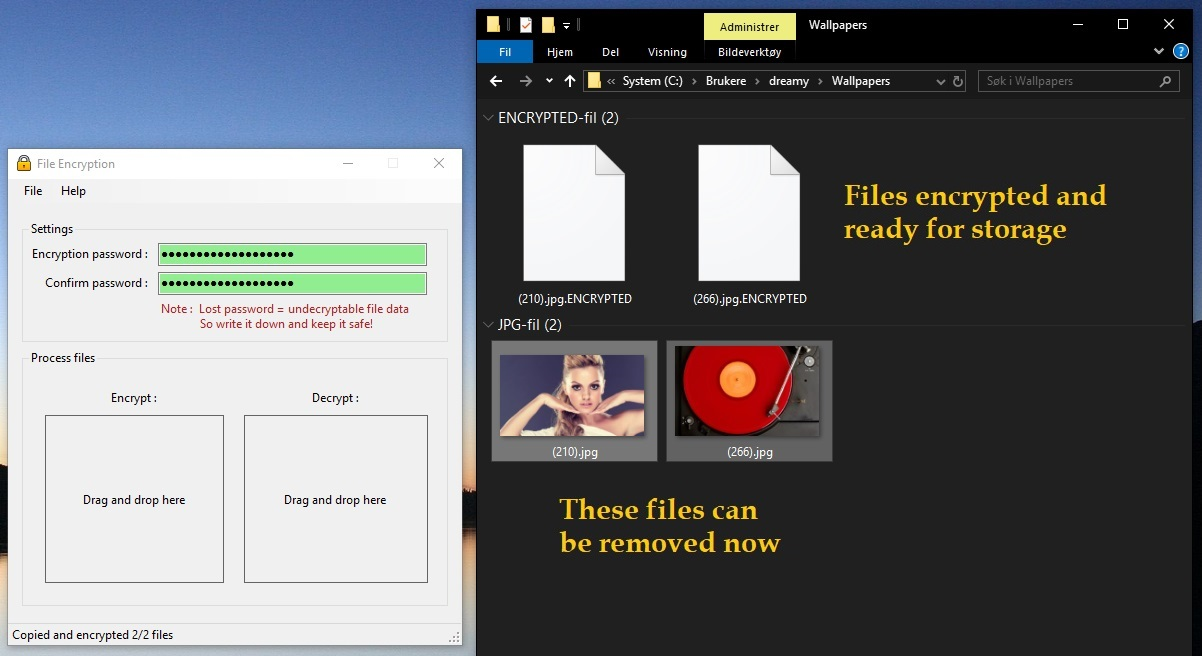 Administrer
Wallpapers
Fil
Hjem
Del
Visning
Bildeverktøy
?
«
System (C:) › Brukere › dreamy › Wallpapers
Søk i Wallpapers
ENCRYPTED-fil (2)
(210).jpg.ENCRYPTED
(266).jpg.ENCRYPTED
Files encrypted and
ready for storage
JPG-fil (2)
(210).jpg
(266).jpg
These files can
be removed now
File Encryption
File
Help
Settings
Encryption password :
●●●●●●●●●●●●●●●●●●●
Confirm password :
●●●●●●●●●●●●●●●●●●●
Note : Lost password = undecryptable file data
So write it down and keep it safe!
Process files
Encrypt :
Decrypt :
Drag and drop here
Drag and drop here
Copied and encrypted 2/2 files